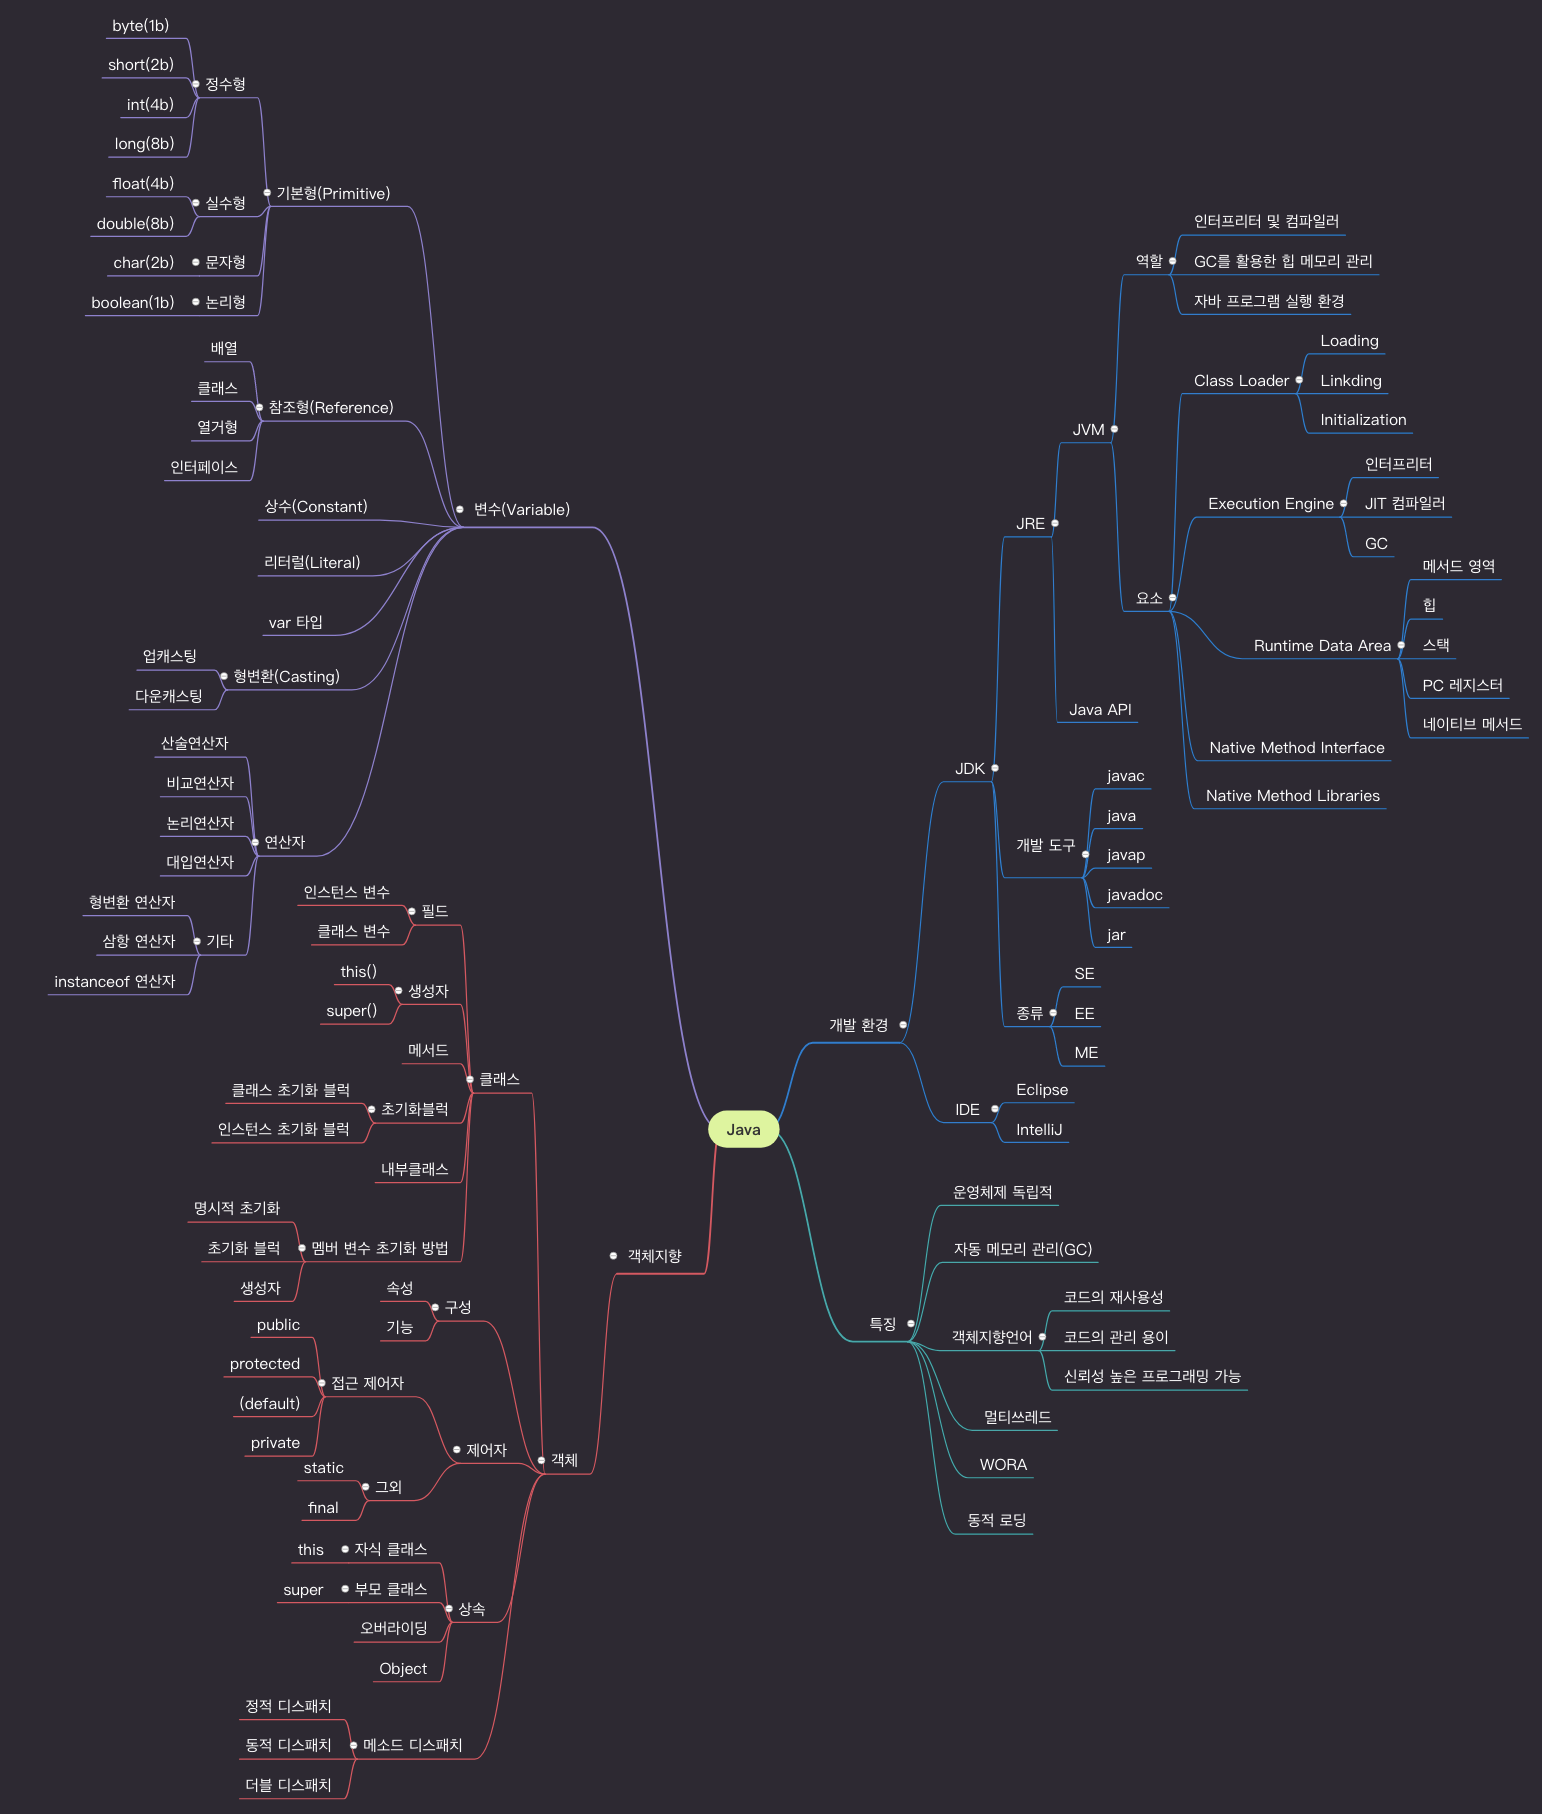 Java
변수(Variable)
기본형(Primitive)
정수형
byte(1b)
short(2b)
int(4b)
long(8b)
실수형
float(4b)
double(8b)
문자형
char(2b)
논리형
boolean(1b)
참조형(Reference)
배열
클래스
열거형
인터페이스
상수(Constant)
리터럴(Literal)
var 타입
형변환(Casting)
업캐스팅
다운캐스팅
연산자
산술연산자
비교연산자
논리연산자
대입연산자
기타
형변환 연산자
삼항 연산자
instanceof 연산자
객체지향
객체
클래스
필드
인스턴스 변수
클래스 변수
생성자
this()
super()
메서드
초기화블럭
클래스 초기화 블럭
인스턴스 초기화 블럭
내부클래스
멤버 변수 초기화 방법
명시적 초기화
초기화 블럭
생성자
구성
속성
기능
제어자
접근 제어자
public
protected
(default)
private
그외
static
final
상속
자식 클래스
this
부모 클래스
super
오버라이딩
Object
메소드 디스패치
정적 디스패치
동적 디스패치
더블 디스패치
개발 환경
JDK
JRE
JVM
역할
인터프리터 및 컴파일러
GC를 활용한 힙 메모리 관리
자바 프로그램 실행 환경
요소
Class Loader
Loading
Linkding
Initialization
Execution Engine
인터프리터
JIT 컴파일러
GC
Runtime Data Area
메서드 영역
힙
스택
PC 레지스터
네이티브 메서드
Native Method Interface
Native Method Libraries
Java API
개발 도구
javac
java
javap
javadoc
jar
종류
SE
EE
ME
IDE
Eclipse
IntelliJ
특징
운영체제 독립적
자동 메모리 관리(GC)
객체지향언어
코드의 재사용성
코드의 관리 용이
신뢰성 높은 프로그래밍 가능
멀티쓰레드
WORA
동적 로딩